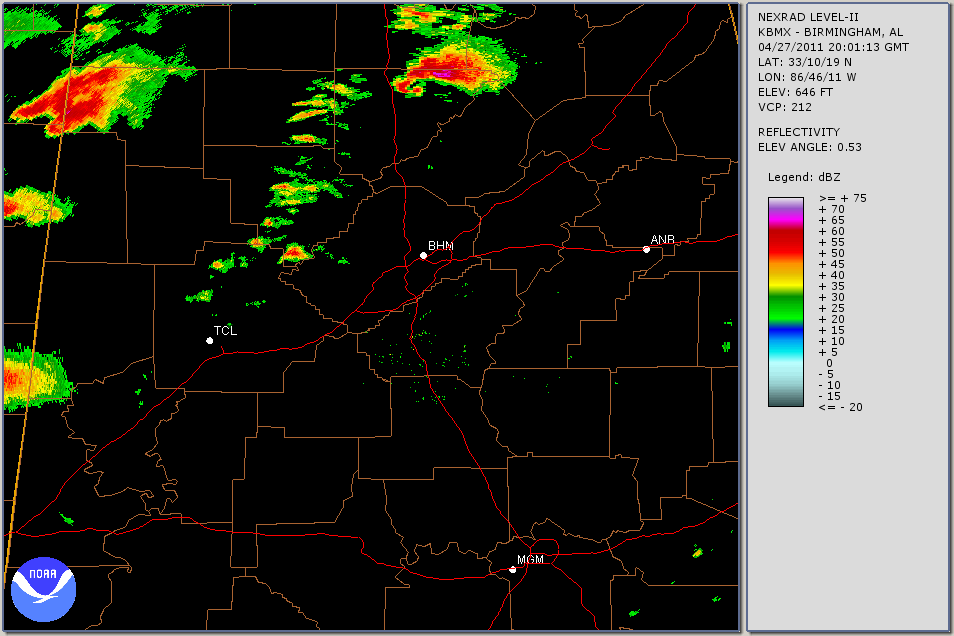 BHM
ANB
TCL
MGM
NOAA
NEXRAD LEVEL-II
KBMX - BIRMINGHAM, AL
04/27/2011 20:01:13 GMT
LAT: 33/10/19 N
LON: 86/46/11 W
ELEV: 646 FT
VCP: 212
REFLECTIVITY
ELEV ANGLE: 0.53
Legend: dBZ
>= + 75
+ 70
+ 65
+ 60
+ 55
+ 50
+ 45
+ 40
+ 35
+ 30
+ 25
+ 20
+ 15
+ 10
+ 5
0
- 5
- 10
- 15
<= - 20